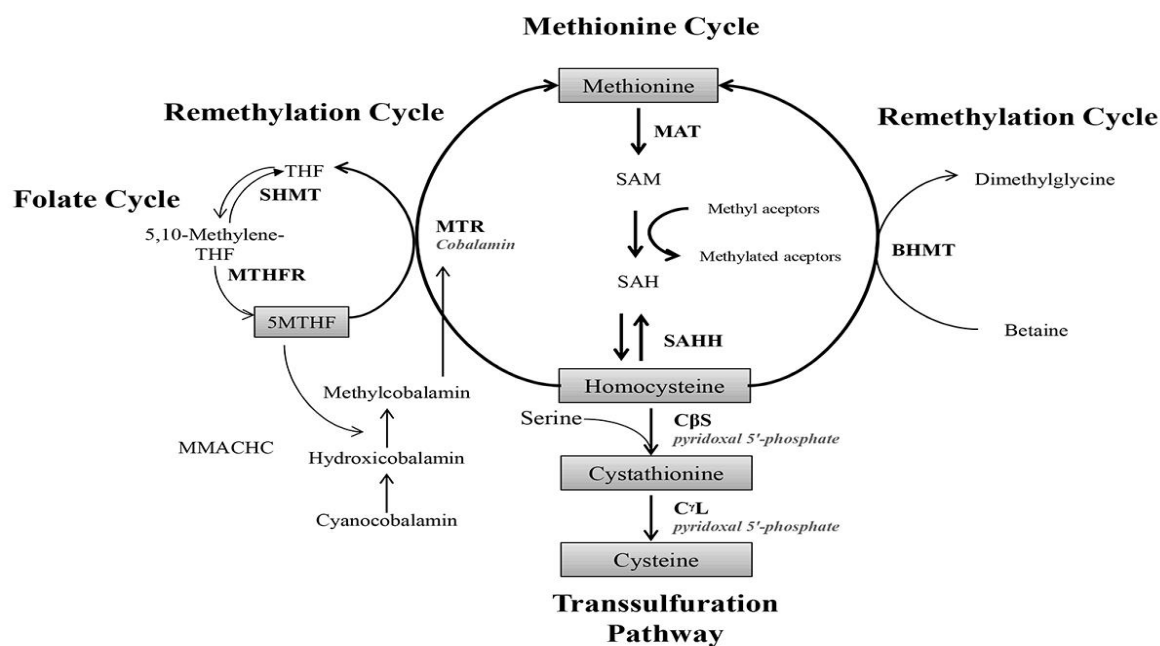 Methionine Cycle
Methionine
Remethylation Cycle
Remethylation Cycle
MAT
THF
SHMT
SAM
Dimethylglycine
Folate Cycle
5,10-Methylene-
THF
MTR
Cobalamin
Methyl aceptors
Methylated aceptors
BHMT
MTHFR
SAH
5MTHF
SAHH
Betaine
Homocysteine
Methylcobalamin
Serine
CβS
pyridoxal 5'-phosphate
MMACHC
Hydroxicobalamin
Cystathionine
Cyanocobalamin
CγL
pyridoxal 5'-phosphate
Cysteine
Transsulfuration
Pathway